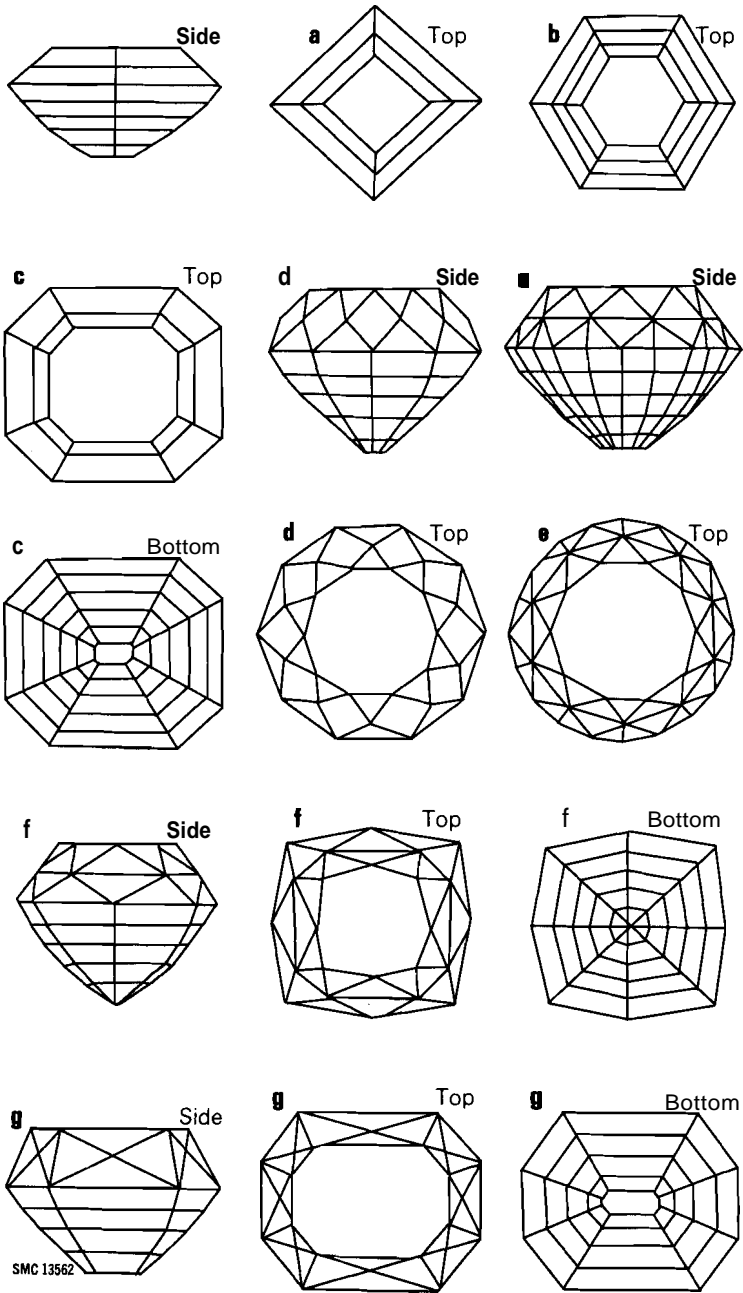 Side
a Top
b Top
c Top
d Side
Side
c Bottom
d Top
e Top
f Side
f Top
f Bottom
g Side
g Top
g Bottom
SMC 13562